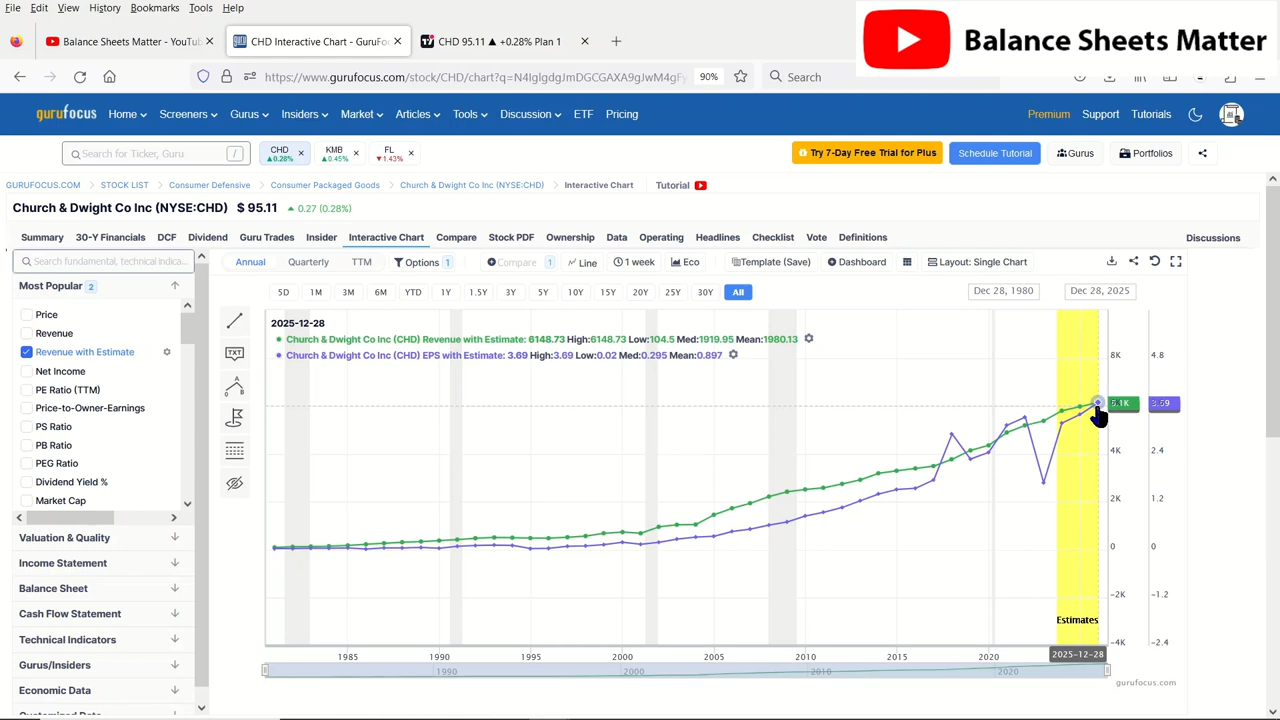 File Edit View History Bookmarks Tools Help
Balance Sheets Matter - YouTu
CHD Interactive Chart - GuruFo
CHD 95.11 ▲ +0.28% Plan 1
Balance Sheets Matter
https://www.gurufocus.com/stock/CHD/chart?q=
90%
Search
gurufocus Home Screeners Gurus Market Articles Insiders Tools Discussion ETF Pricing
Premium Support Tutorials
Search for Ticker, Guru /
CHD ▲0.28%
KMB ▲0.45%
FL ▼1.43%
Try 7-Day Free Trial for Plus
Schedule Tutorial
Gurus
Portfolios
GURUFOCUS.COM STOCK LIST Consumer Defensive Consumer Packaged Goods Church & Dwight Co Inc (NYSE:CHD) Interactive Chart Tutorial
Church & Dwight Co Inc (NYSE:CHD) $ 95.11 ▲ 0.27 (0.28%)
Summary 30-Y Financials DCF Dividend Guru Trades Insider Interactive Chart Compare Stock PDF Ownership Data Operating Headlines Checklist Vote Definitions Discussions
Search fundamental, technical indica...
Annual Quarterly TTM Options 1 Compare 1 Line 1 week Eco Template (Save) Dashboard Layout: Single Chart
Most Popular 2
5D 1M 3M 6M YTD 1Y 1.5Y 3Y 5Y 10Y 15Y 20Y 25Y 30Y All
Dec 28, 1980 Dec 28, 2025
Price
Revenue
Revenue with Estimate
Net Income
PE Ratio (TTM)
Price-to-Owner-Earnings
PS Ratio
PB Ratio
PEG Ratio
Dividend Yield %
Market Cap
Valuation & Quality
Income Statement
Balance Sheet
Cash Flow Statement
Technical Indicators
Gurus/Insiders
Economic Data
TXT
2025-12-28
Church & Dwight Co Inc (CHD) Revenue with Estimate: 6148.73 High:6148.73 Low:104.5 Med:1919.95 Mean:1980.13
Church & Dwight Co Inc (CHD) EPS with Estimate: 3.69 High:3.69 Low:0.02 Med:0.295 Mean:0.897
8K 4.8
3.69
4K 2.4
2K 1.2
0 0
-2K -1.2
-4K -2.4
Estimates
1985 1990 1995 2000 2005 2010 2015 2020
2025-12-28
1990 2000 2010 2020
gurufocus.com